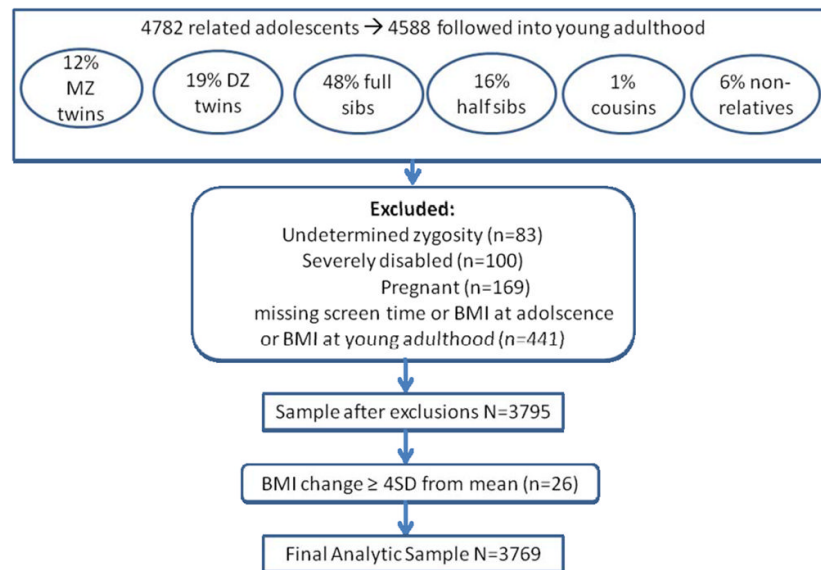 4782 related adolescents → 4588 followed into young adulthood
12%
MZ
twins
19% DZ
twins
48% full
sibs
16%
half sibs
1%
cousins
6% non-
relatives
Excluded:
Undetermined zygosity (n=83)
Severely disabled (n=100)
Pregnant (n=169)
missing screen time or BMI at adolscence
or BMI at young adulthood (n=441)
Sample after exclusions N=3795
BMI change ≥ 4SD from mean (n=26)
Final Analytic Sample N=3769